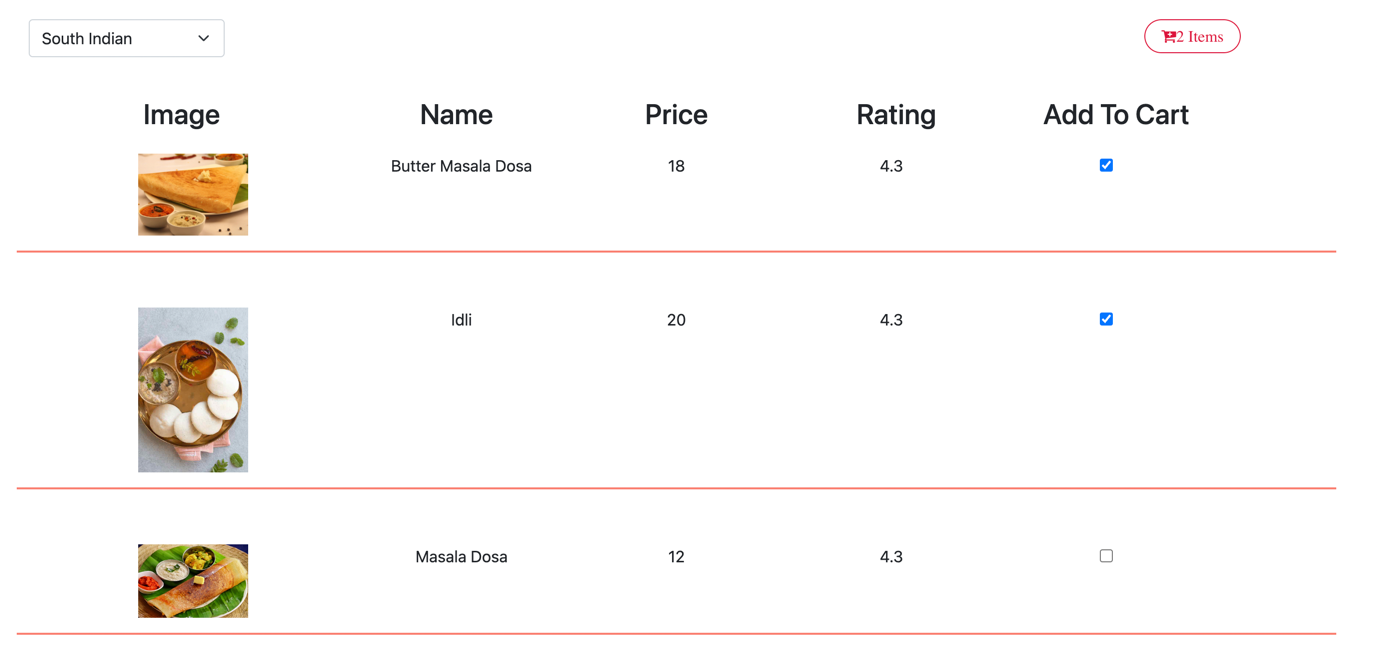 South Indian
2 Items
Image Name Price Rating Add To Cart
Butter Masala Dosa 18 4.3
Idli 20 4.3
Masala Dosa 12 4.3